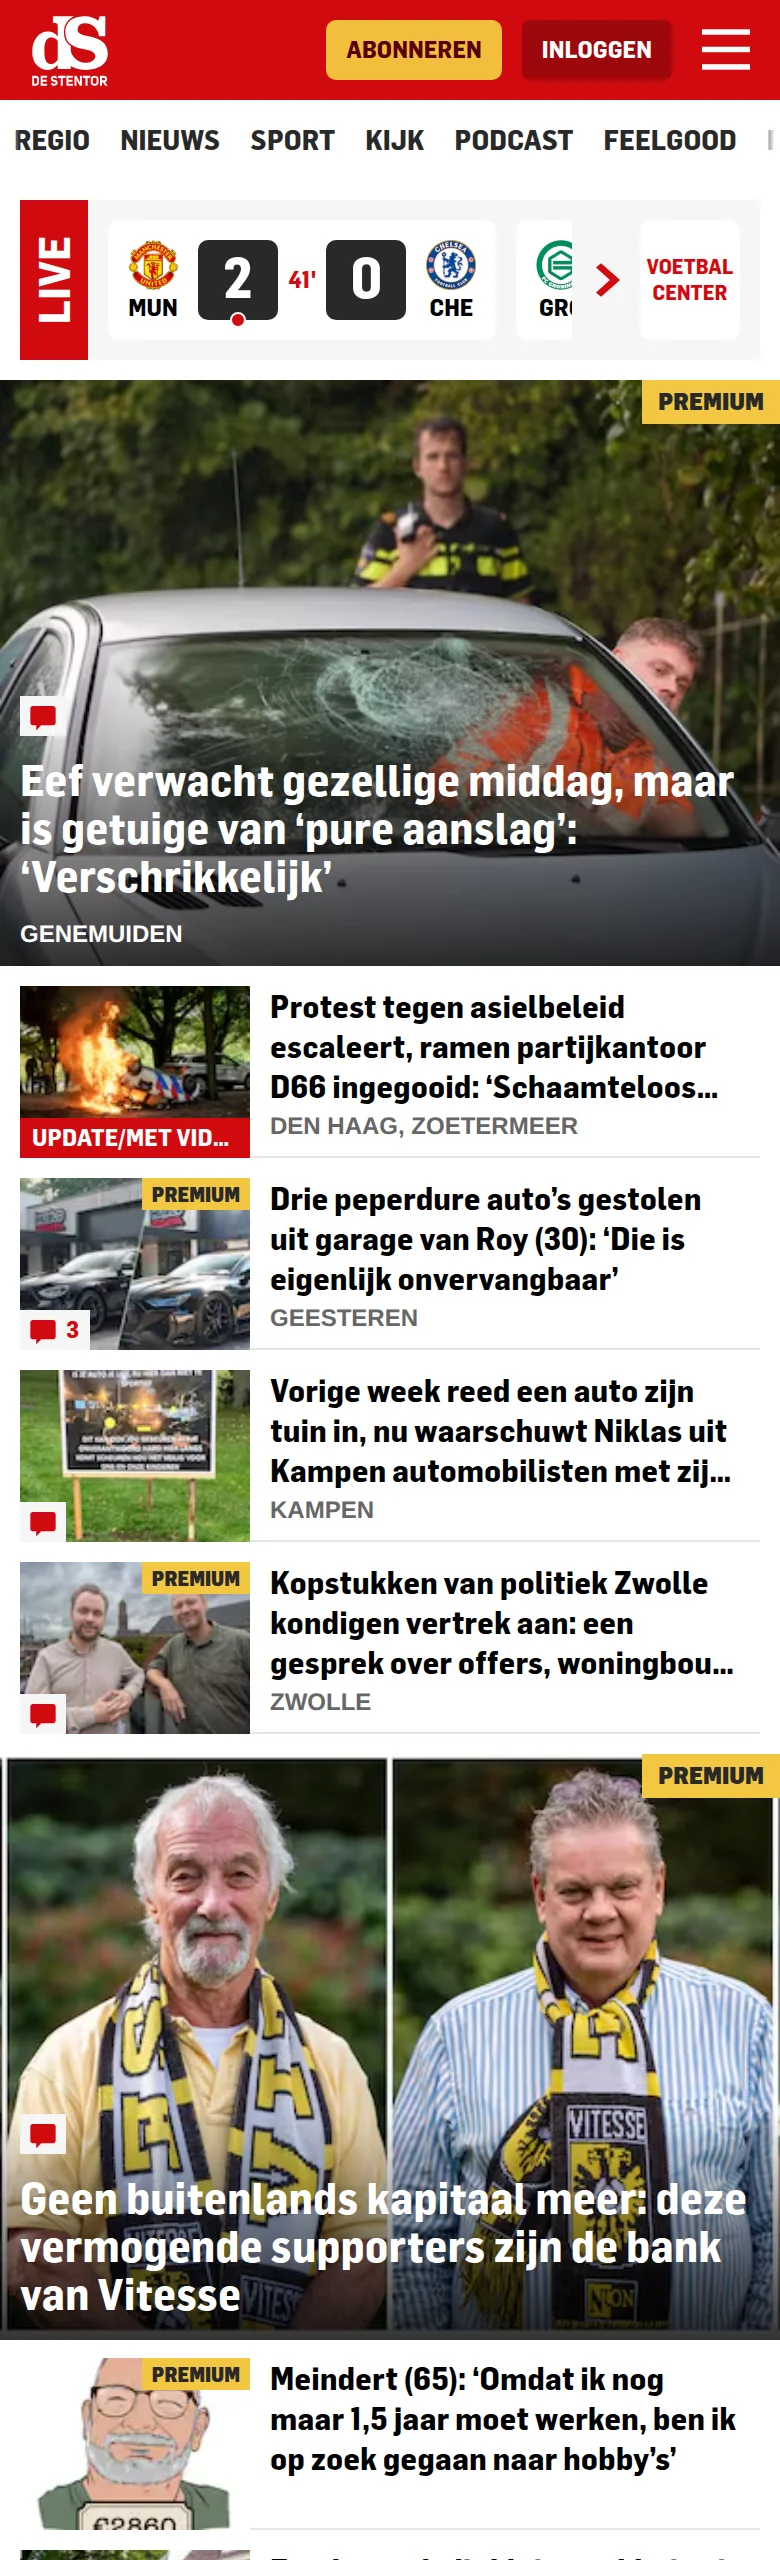 dS
DE STENTOR
ABONNEREN
INLOGGEN
REGIO NIEUWS SPORT KIJK PODCAST FEELGOOD
LIVE
MUN
2
41'
0
CHE
GRO
VOETBAL
CENTER
PREMIUM
Eef verwacht gezellige middag, maar
is getuige van ‘pure aanslag’:
‘Verschrikkelijk’
GENEMUIDEN
UPDATE/MET VID...
Protest tegen asielbeleid
escaleert, ramen partijkantoor
D66 ingegooid: ‘Schaamteloos...
DEN HAAG, ZOETERMEER
PREMIUM
3
Drie peperdure auto’s gestolen
uit garage van Roy (30): ‘Die is
eigenlijk onvervangbaar’
GEESTEREN
Vorige week reed een auto zijn
tuin in, nu waarschuwt Niklas uit
Kampen automobilisten met zij...
KAMPEN
PREMIUM
Kopstukken van politiek Zwolle
kondigen vertrek aan: een
gesprek over offers, woningbou...
ZWOLLE
PREMIUM
VITESSE
Geen buitenlands kapitaal meer: deze
vermogende supporters zijn de bank
van Vitesse
PREMIUM
€2860
Meindert (65): ‘Omdat ik nog
maar 1,5 jaar moet werken, ben ik
op zoek gegaan naar hobby’s’